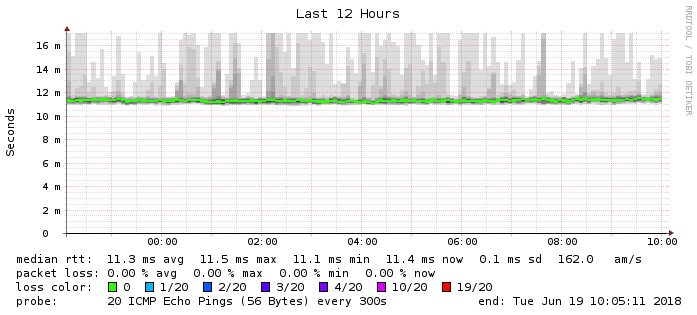 Last 12 Hours
RRDTOOL / TOBI OETIKER
Seconds
16 m
14 m
12 m
10 m
8 m
6 m
4 m
2 m
0
00:00 02:00 04:00 06:00 08:00 10:00
median rtt: 11.3 ms avg 11.5 ms max 11.1 ms min 11.4 ms now 0.1 ms sd 162.0 am/s
packet loss: 0.00 % avg 0.00 % max 0.00 % min 0.00 % now
loss color: 0 1/20 2/20 3/20 4/20 10/20 19/20
probe: 20 ICMP Echo Pings (56 Bytes) every 300s end: Tue Jun 19 10:05:11 2018